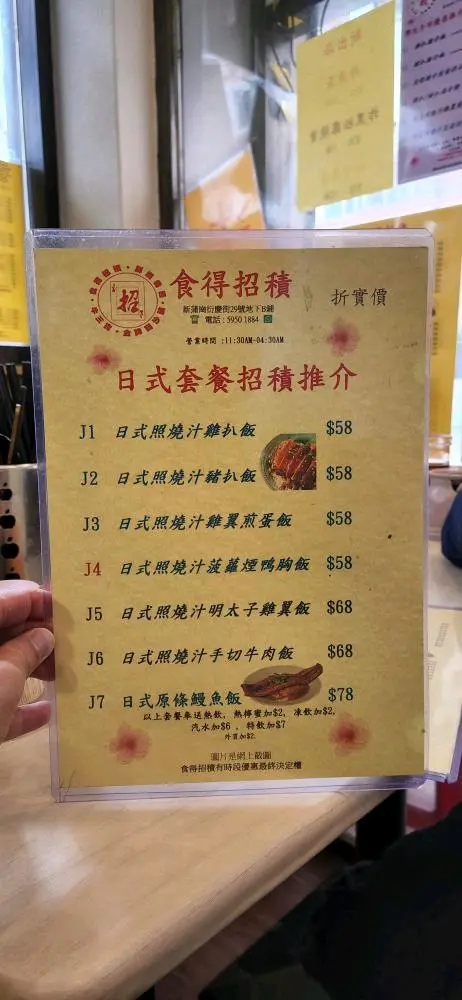 食得招積
折實價
招
新蒲崗衍慶街29號地下B鋪
電話：5950 1884
營業時間 :11:30AM-04:30AM
日式套餐招積推介
J1 日式照燒汁雞扒飯 $58
J2 日式照燒汁豬扒飯 $58
J3 日式照燒汁雞翼煎蛋飯 $58
J4 日式照燒汁菠蘿煙鴨胸飯 $58
J5 日式照燒汁明太子雞翼飯 $68
J6 日式照燒汁手切牛肉飯 $68
J7 日式原條鰻魚飯 $78
以上套餐奉送熱飲, 熱檸蜜加$2, 凍飲加$2,
汽水加$6 , 特飲加$7
外賣加$2.
圖片是網上截圖
食得招積有時段優惠最終決定權